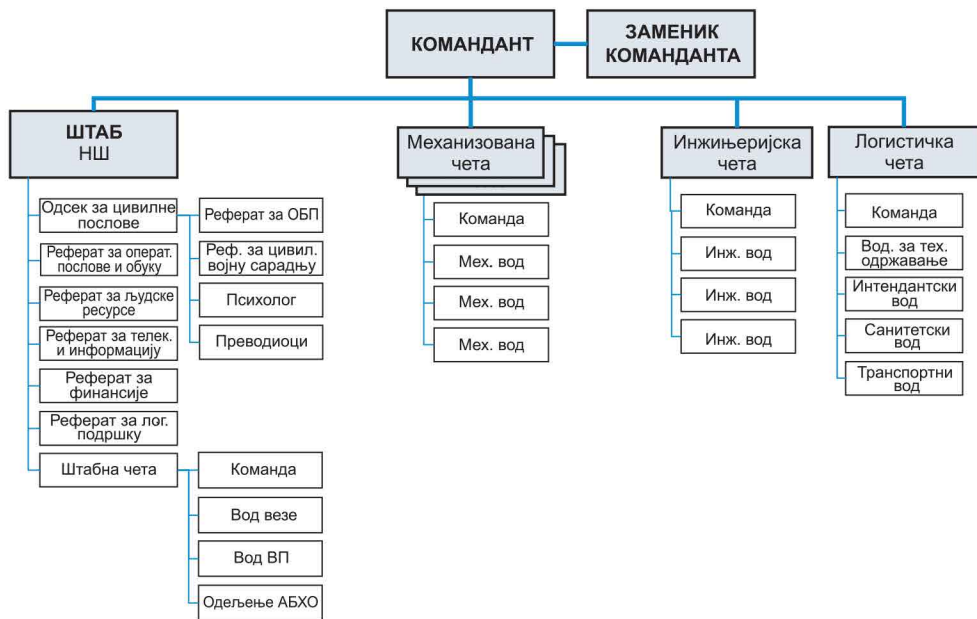 КОМАНДАНТ
ЗАМЕНИК
КОМАНДАНТА
ШТАБ
НШ
Одсек за цивилне
послове
Реферат за операт.
послове и обуку
Реферат за људске
ресурсе
Реферат за телек.
и информацију
Реферат за
финансије
Реферат за лог.
подршку
Штабна чета
Реферат за ОБП
Реф. за цивил.
војну сарадњу
Психолог
Преводиоци
Команда
Вод везе
Вод ВП
Одељење АБХО
Механизована
чета
Команда
Мех. вод
Мех. вод
Мех. вод
Инжињеријска
чета
Команда
Инж. вод
Инж. вод
Инж. вод
Логистичка
чета
Команда
Вод. за тех.
одржавање
Интендантски
вод
Санитетски
вод
Транспортни
вод